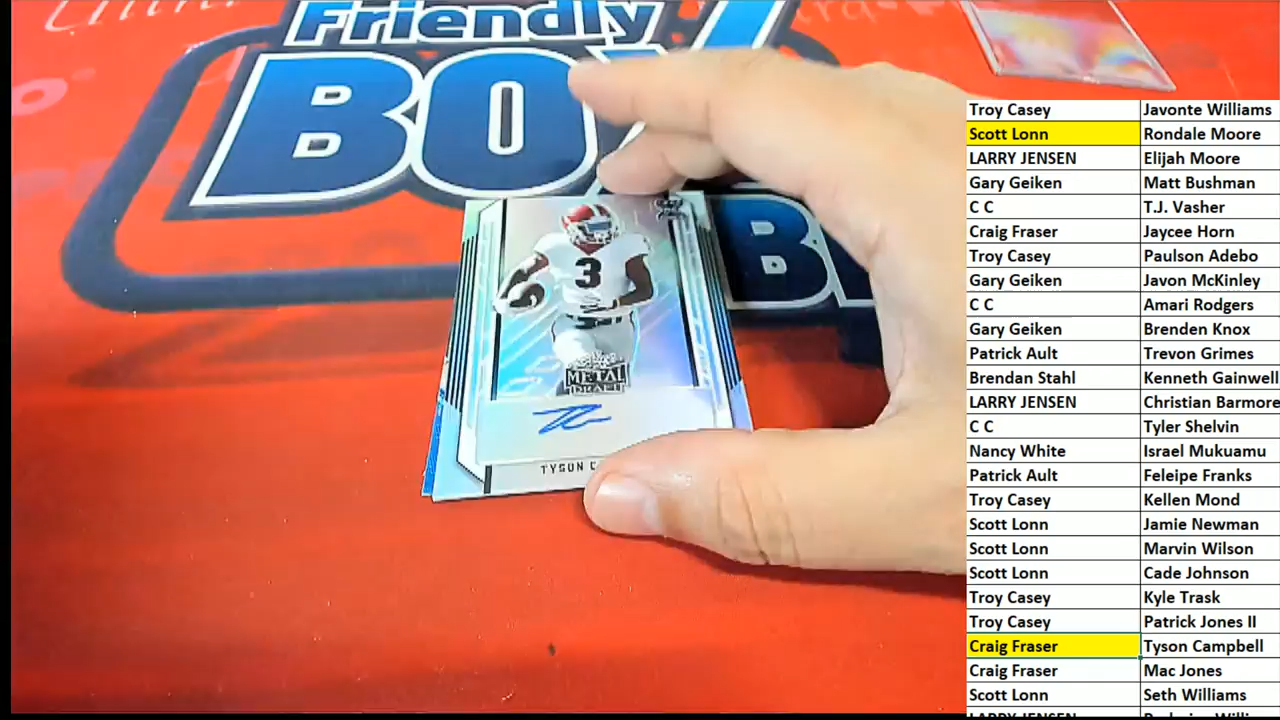 Friendly
BOX
B
3
METAL
DRAFT
TYSON C
Troy Casey Javonte Williams
Scott Lonn Rondale Moore
LARRY JENSEN Elijah Moore
Gary Geiken Matt Bushman
C C T.J. Vasher
Craig Fraser Jaycee Horn
Troy Casey Paulson Adebo
Gary Geiken Javon McKinley
C C Amari Rodgers
Gary Geiken Brenden Knox
Patrick Ault Trevon Grimes
Brendan Stahl Kenneth Gainwell
LARRY JENSEN Christian Barmore
C C Tyler Shelvin
Nancy White Israel Mukuamu
Patrick Ault Feleipe Franks
Troy Casey Kellen Mond
Scott Lonn Jamie Newman
Scott Lonn Marvin Wilson
Scott Lonn Cade Johnson
Troy Casey Kyle Trask
Troy Casey Patrick Jones II
Craig Fraser Tyson Campbell
Craig Fraser Mac Jones
Scott Lonn Seth Williams
LARRY JENSEN